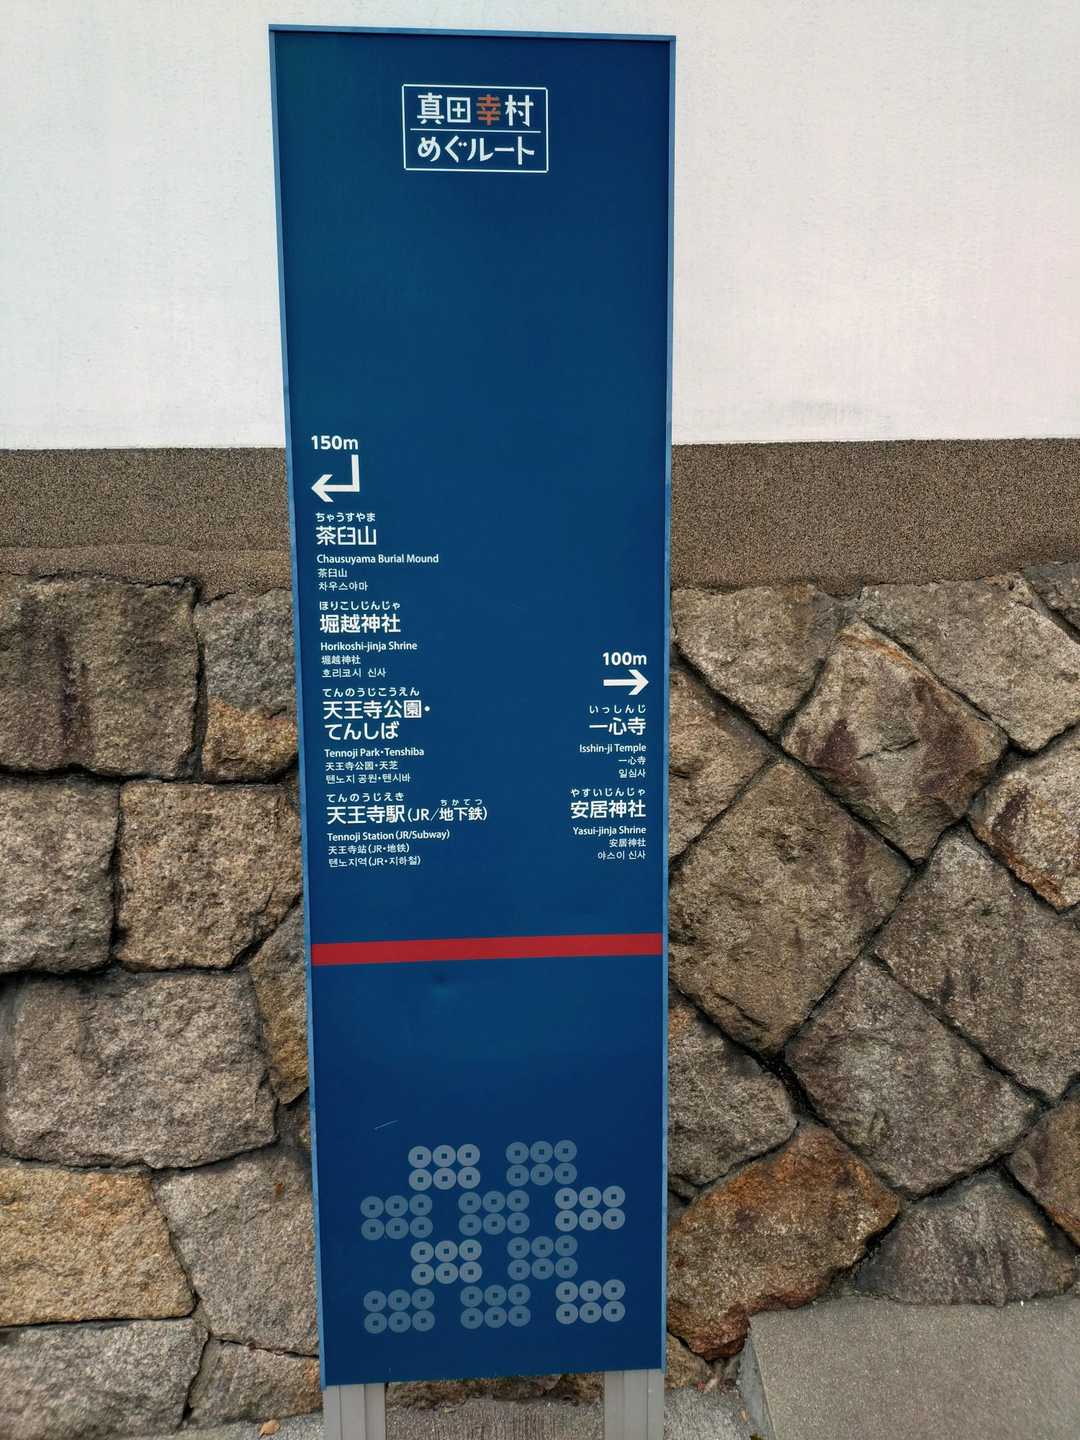 真田幸村
めぐルート
150m
ちゃうすやま
茶臼山
Chausuyama Burial Mound
茶臼山
차우스야마
ほりこしじんじゃ
堀越神社
Horikoshi-jinja Shrine
堀越神社
호리코시 신사
てんのうじこうえん
天王寺公園・
てんしば
Tennoji Park・Tenshiba
天王寺公园・天芝
텐노지 공원・텐시바
てんのうじえき ちかてつ
天王寺駅(JR/地下鉄)
Tennoji Station (JR/Subway)
天王寺站(JR・地铁)
텐노지역(JR・지하철)
100m
いっしんじ
一心寺
Isshin-ji Temple
一心寺
일심사
やすいじんじゃ
安居神社
Yasui-jinja Shrine
安居神社
야스이 신사